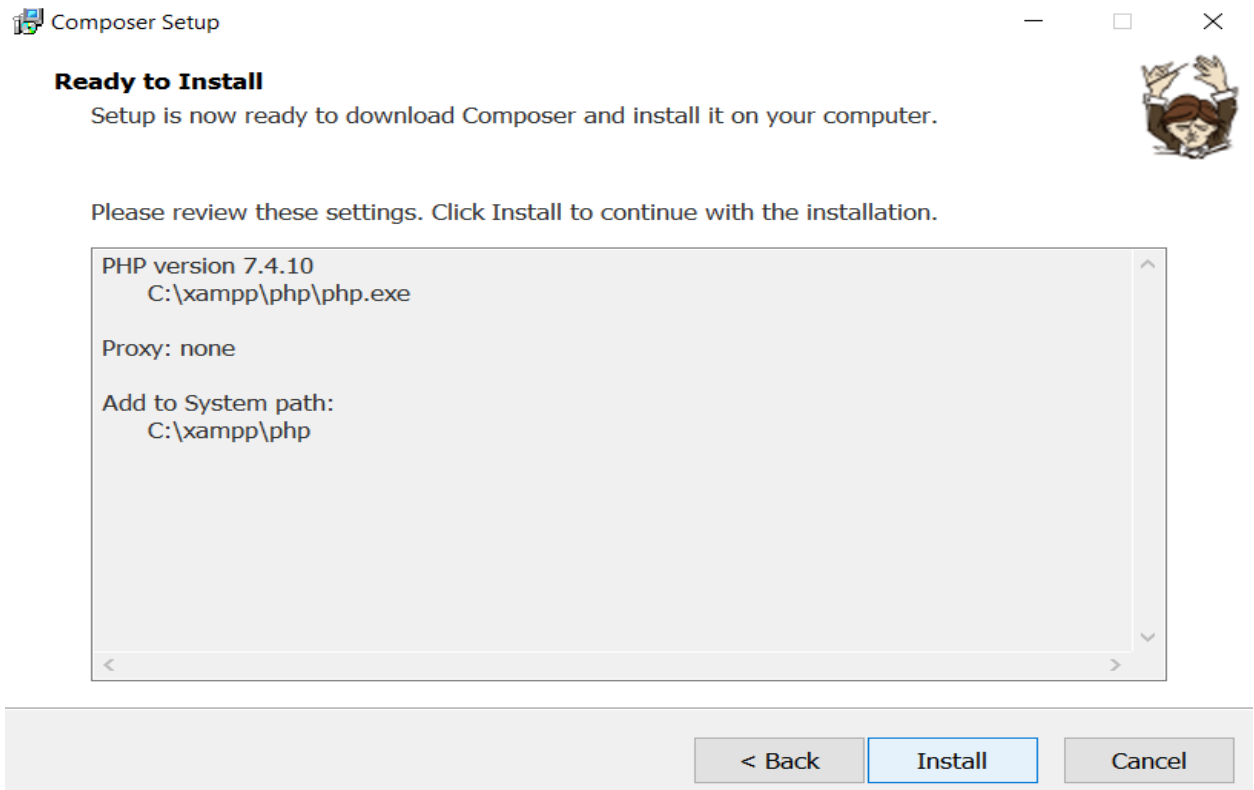 Composer Setup
Ready to Install
Setup is now ready to download Composer and install it on your computer.
Please review these settings. Click Install to continue with the installation.
PHP version 7.4.10
C:\xampp\php\php.exe
Proxy: none
Add to System path:
C:\xampp\php
< Back
Install
Cancel